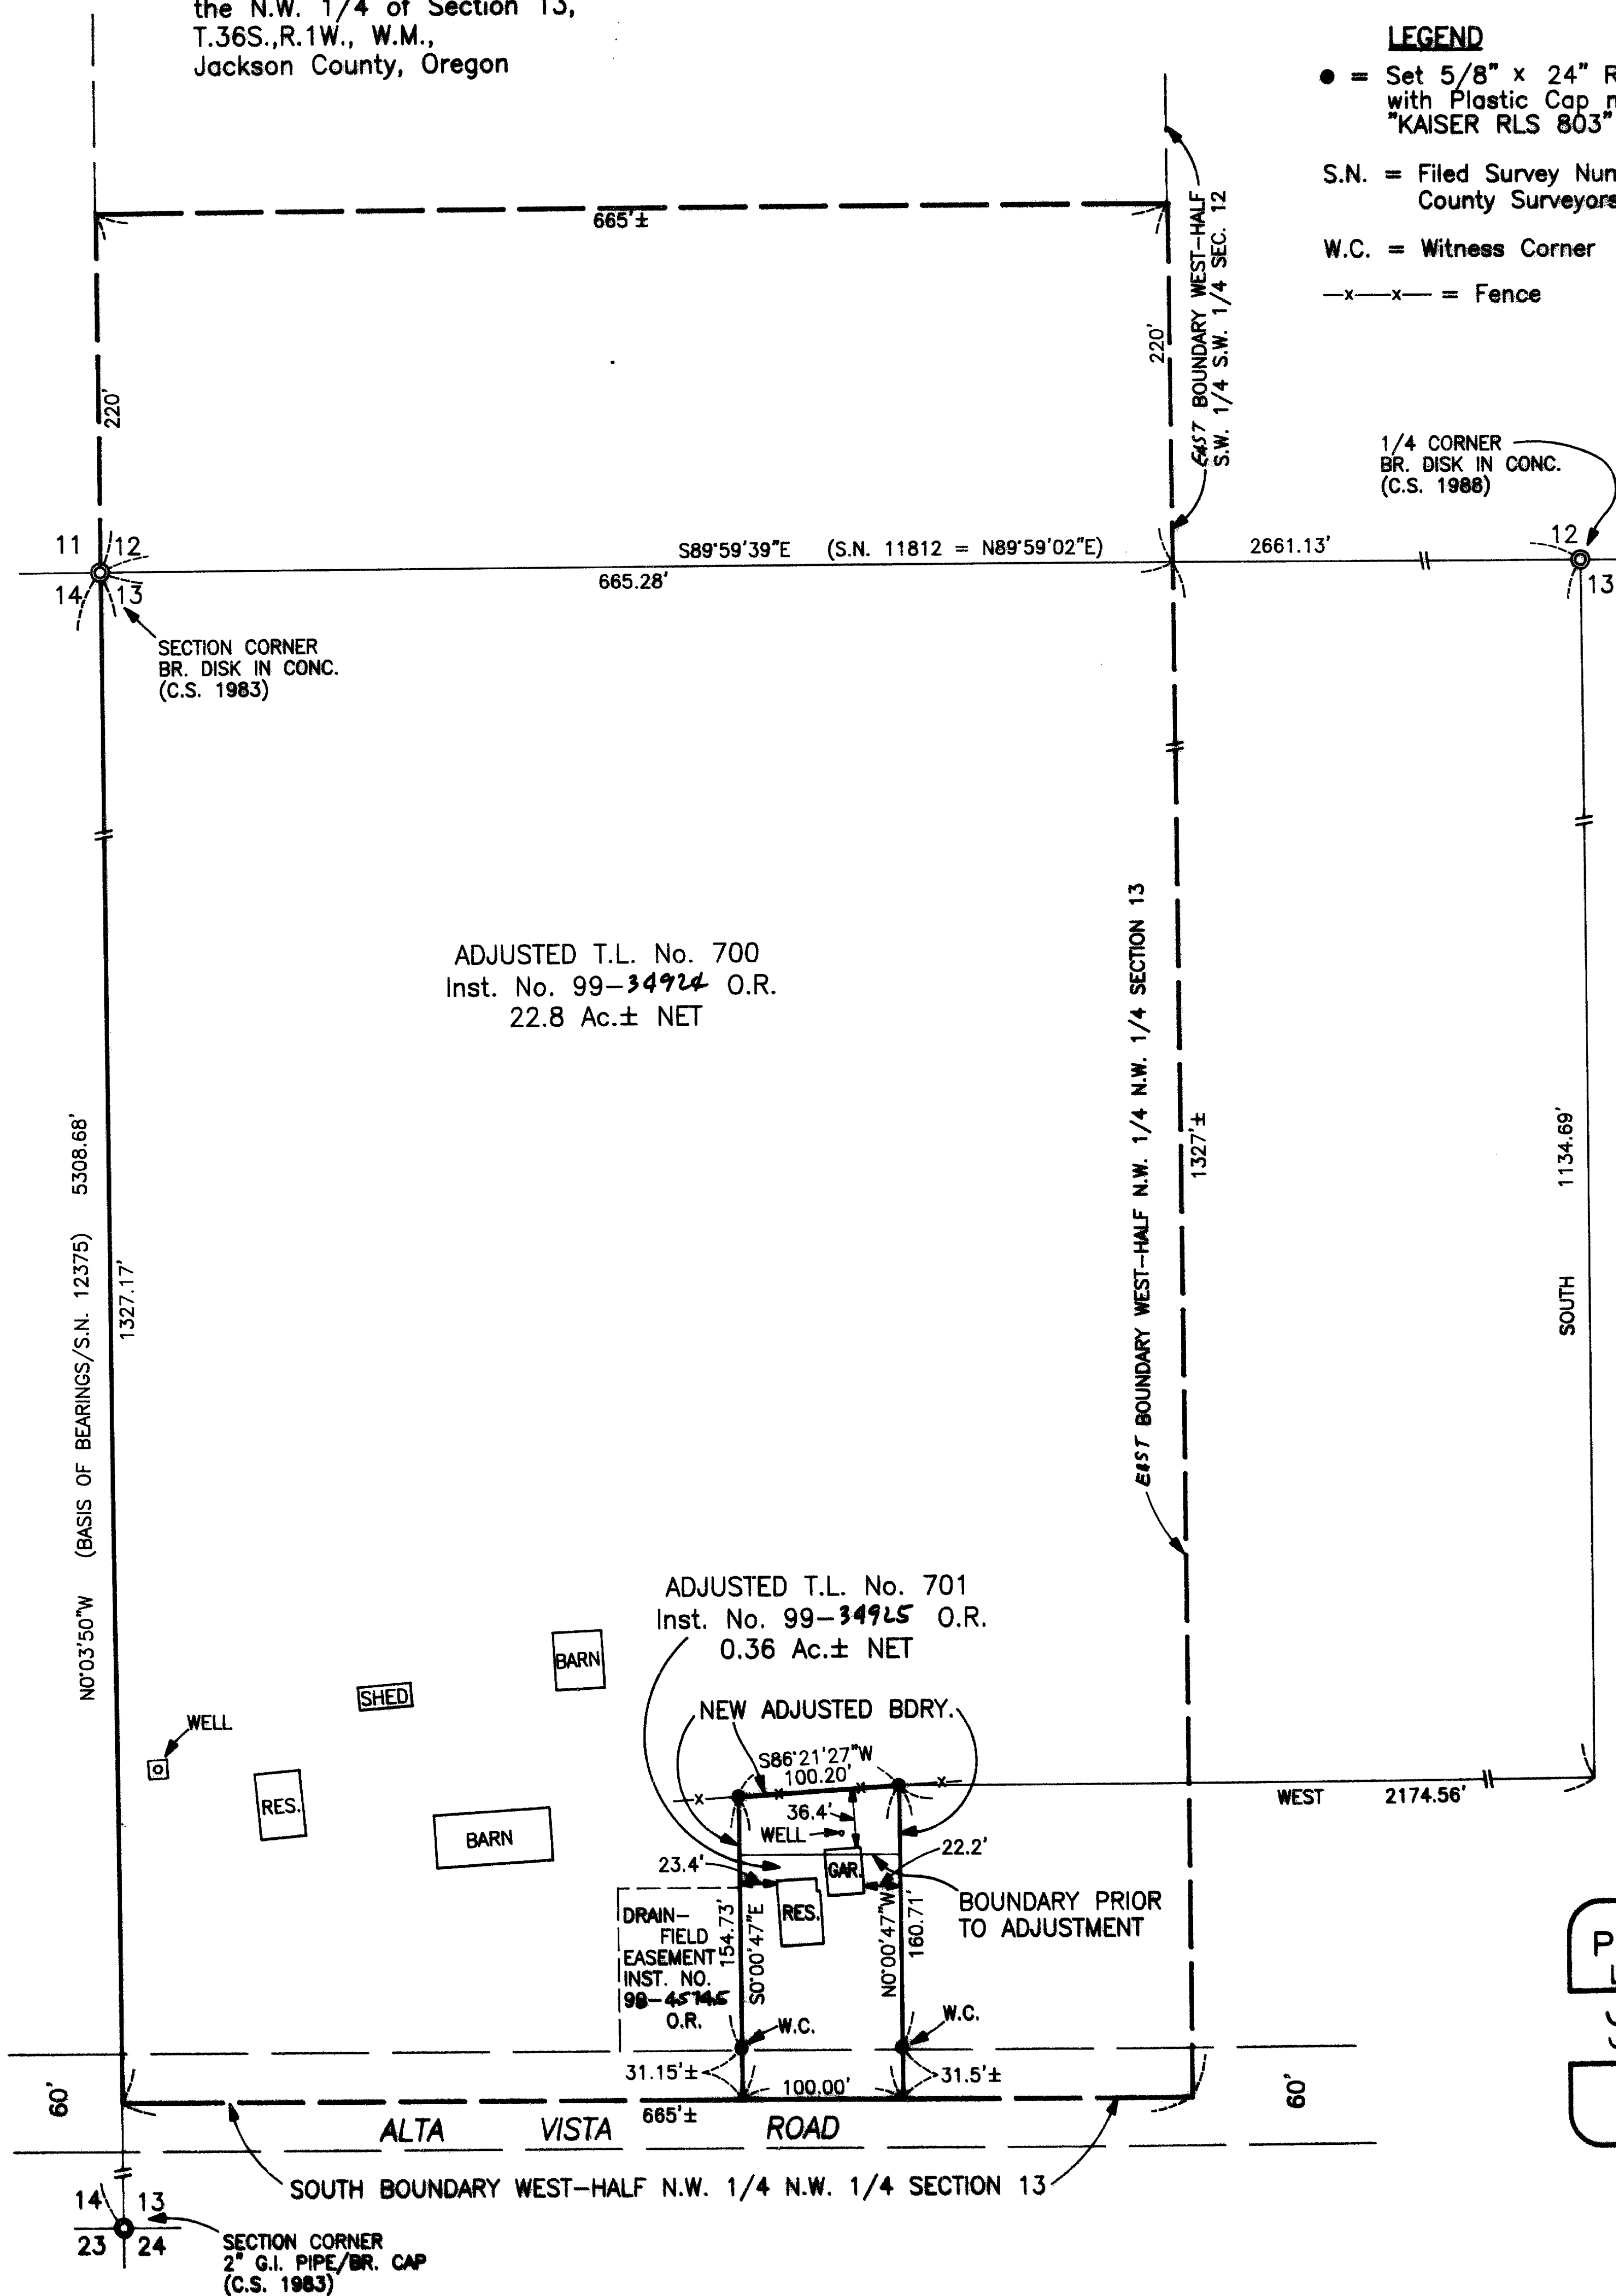 the N.W. 1/4 of Section 13,
T.36S.,R.1W., W.M.,
Jackson County, Oregon
LEGEND
● = Set 5/8" x 24" R
with Plastic Cap
"KAISER RLS 803"
S.N. = Filed Survey Num
County Surveyors
W.C. = Witness Corner
—x—x— = Fence
665'±
220'
220'
EAST BOUNDARY WEST-HALF
S.W. 1/4 S.W. 1/4 SEC. 12
1/4 CORNER
BR. DISK IN CONC.
(C.S. 1988)
11 12
14 13
S89°59'39"E (S.N. 11812 = N89°59'02"E)
665.28'
2661.13'
12
13
SECTION CORNER
BR. DISK IN CONC.
(C.S. 1983)
ADJUSTED T.L. No. 700
Inst. No. 99-34924 O.R.
22.8 Ac.± NET
N0°03'50"W (BASIS OF BEARINGS/S.N. 12375) 5308.68'
1327.17'
EAST BOUNDARY WEST-HALF N.W. 1/4 N.W. 1/4 SECTION 13
1327'±
SOUTH 1134.69'
ADJUSTED T.L. No. 701
Inst. No. 99-34925 O.R.
0.36 Ac.± NET
BARN
SHED
WELL
RES.
BARN
NEW ADJUSTED BDRY.
S86°21'27"W
100.20'
x x x x
WEST 2174.56'
36.4'
WELL
22.2'
23.4'
GAR.
RES.
BOUNDARY PRIOR
TO ADJUSTMENT
DRAIN-
FIELD
EASEMENT
INST. NO.
O.R.
154.73'
S0°00'47"E
N0°00'47"W
160.71'
W.C.
W.C.
31.15'±
100.00'
31.5'±
60'
60'
665'±
ALTA VISTA ROAD
SOUTH BOUNDARY WEST-HALF N.W. 1/4 N.W. 1/4 SECTION 13
14 13
23 24
SECTION CORNER
2" G.I. PIPE/BR. CAP
(C.S. 1983)